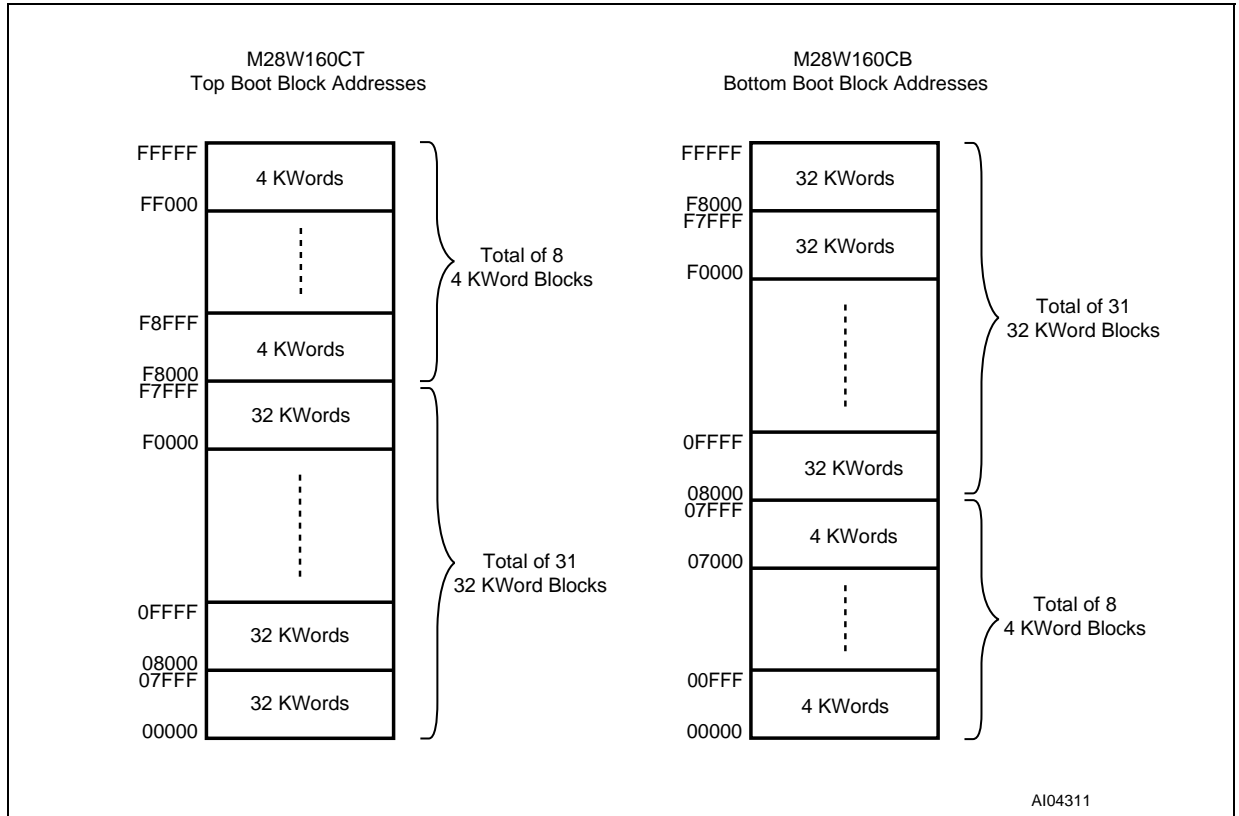 M28W160CT
Top Boot Block Addresses
FFFFF
4 KWords
FF000
Total of 8
4 KWord Blocks
F8FFF
4 KWords
F8000
F7FFF
32 KWords
F0000
Total of 31
32 KWord Blocks
0FFFF
32 KWords
08000
07FFF
32 KWords
00000
M28W160CB
Bottom Boot Block Addresses
FFFFF
32 KWords
F8000
F7FFF
32 KWords
F0000
Total of 31
32 KWord Blocks
0FFFF
32 KWords
08000
07FFF
4 KWords
07000
Total of 8
4 KWord Blocks
00FFF
4 KWords
00000
AI04311